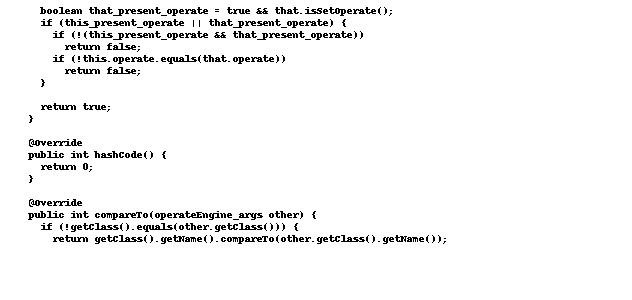 boolean that_present_operate = true && that.isSetOperate();
if (this_present_operate || that_present_operate) {
if (!(this_present_operate && that_present_operate))
return false;
if (!this.operate.equals(that.operate))
return false;
}
return true;
}
@Override
public int hashCode() {
return 0;
}
@Override
public int compareTo(operateEngine_args other) {
if (!getClass().equals(other.getClass())) {
return getClass().getName().compareTo(other.getClass().getName());